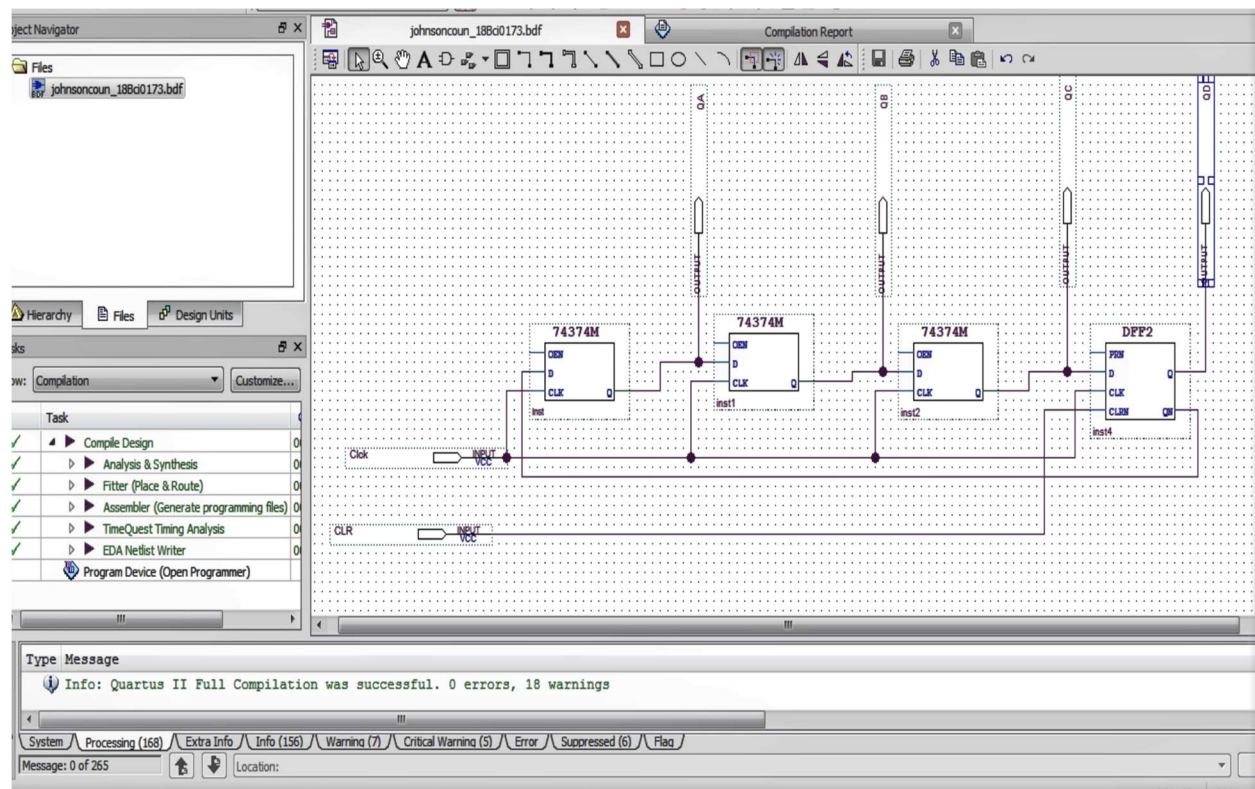 ject Navigator
Files
BDF johnsoncoun_18Bci0173.bdf
Hierarchy Files Design Units
sks
ow: Compilation Customize...
Task
Compile Design
Analysis & Synthesis
Fitter (Place & Route)
Assembler (Generate programming files)
TimeQuest Timing Analysis
EDA Netlist Writer
Program Device (Open Programmer)
johnsoncoun_18Bci0173.bdf
Compilation Report
QA
QB
QC
QD
OUTPUT
OUTPUT
OUTPUT
OUTPUT
74374M
OEN
D
CLK Q
inst
74374M
OEN
D
CLK Q
inst1
74374M
OEN
D
CLK Q
inst2
DFF2
PRN
D Q
CLK
CLRN QN
inst4
Clok INPUT
VCC
CLR INPUT
VCC
Type Message
Info: Quartus II Full Compilation was successful. 0 errors, 18 warnings
System Processing (168) Extra Info Info (156) Warning (7) Critical Warning (5) Error Suppressed (6) Flag
Message: 0 of 265 Location: